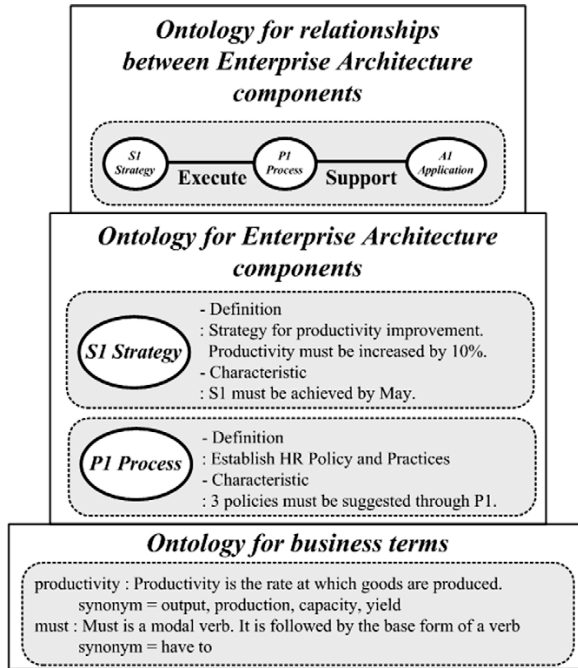 Ontology for relationships
between Enterprise Architecture
components
S1
Strategy
Execute
P1
Process
Support
A1
Application
Ontology for Enterprise Architecture
components
S1 Strategy
- Definition
: Strategy for productivity improvement.
Productivity must be increased by 10%.
- Characteristic
: S1 must be achieved by May.
P1 Process
- Definition
: Establish HR Policy and Practices
- Characteristic
: 3 policies must be suggested through P1.
Ontology for business terms
productivity : Productivity is the rate at which goods are produced.
synonym = output, production, capacity, yield
must : Must is a modal verb. It is followed by the base form of a verb
synonym = have to